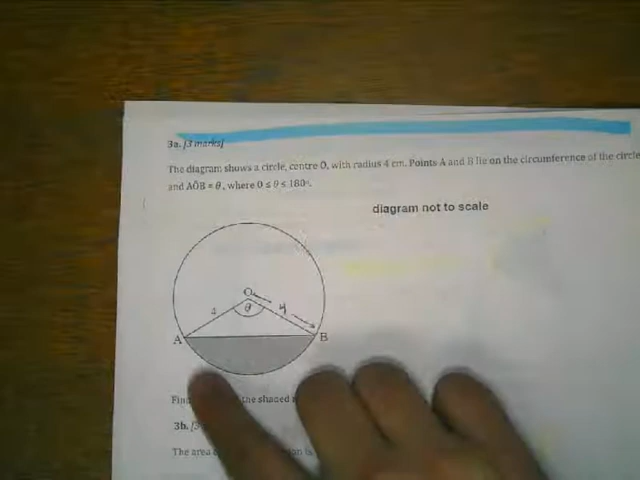 3a. [3 marks]
The diagram shows a circle, centre O, with radius 4 cm. Points A and B lie on the circumference of the circle
and AÔB = θ, where 0 ≤ θ ≤ 180°.
diagram not to scale
O
4
θ
4
A
B
Find the shaded
3b.
The area